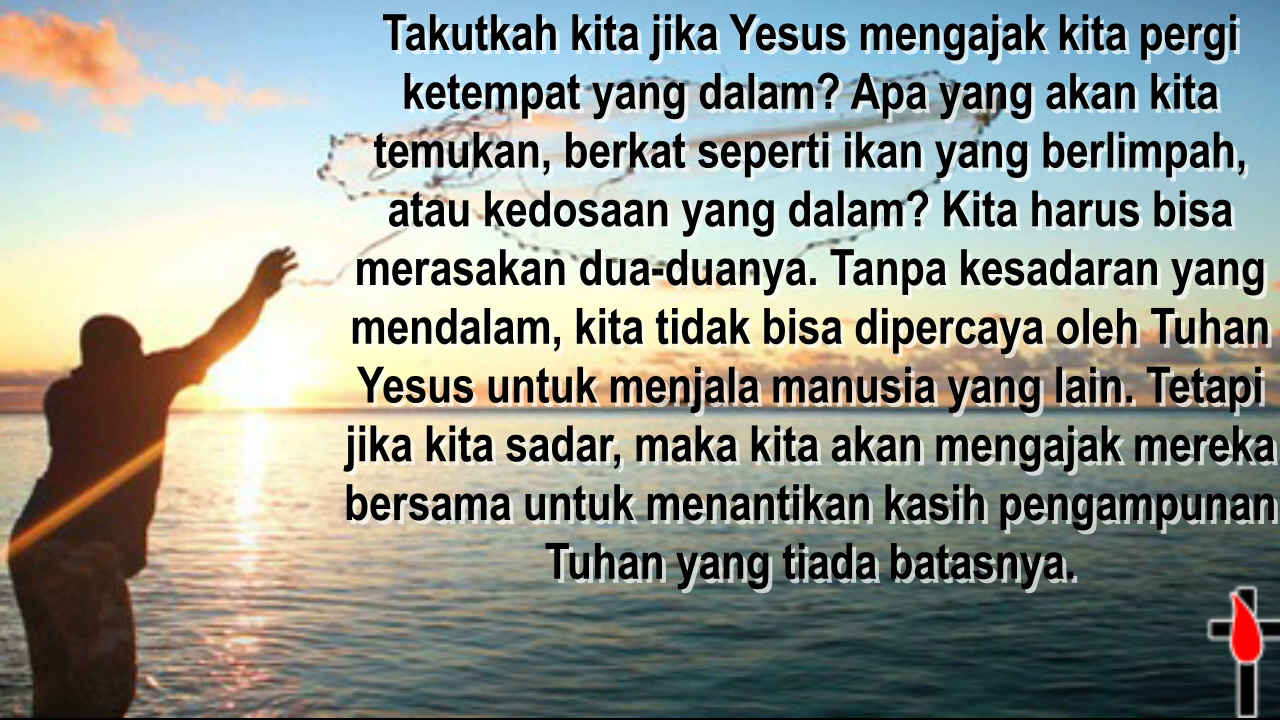 Takutkah kita jika Yesus mengajak kita pergi
ketempat yang dalam? Apa yang akan kita
temukan, berkat seperti ikan yang berlimpah,
atau kedosaan yang dalam? Kita harus bisa
merasakan dua-duanya. Tanpa kesadaran yang
mendalam, kita tidak bisa dipercaya oleh Tuhan
Yesus untuk menjala manusia yang lain. Tetapi
jika kita sadar, maka kita akan mengajak mereka
bersama untuk menantikan kasih pengampunan
Tuhan yang tiada batasnya.